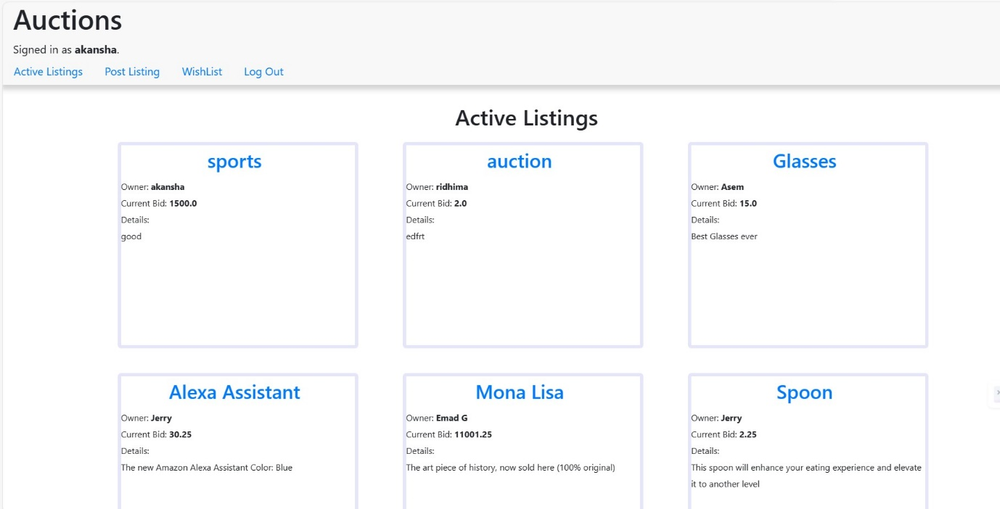 Auctions
Signed in as akansha.
Active Listings Post Listing WishList Log Out
Active Listings
sports
Owner: akansha
Current Bid: 1500.0
Details:
good
auction
Owner: ridhima
Current Bid: 2.0
Details:
edfrt
Glasses
Owner: Asem
Current Bid: 15.0
Details:
Best Glasses ever
Alexa Assistant
Owner: Jerry
Current Bid: 30.25
Details:
The new Amazon Alexa Assistant Color: Blue
Mona Lisa
Owner: Emad G
Current Bid: 11001.25
Details:
The art piece of history, now sold here (100% original)
Spoon
Owner: Jerry
Current Bid: 2.25
Details:
This spoon will enhance your eating experience and elevate
it to another level